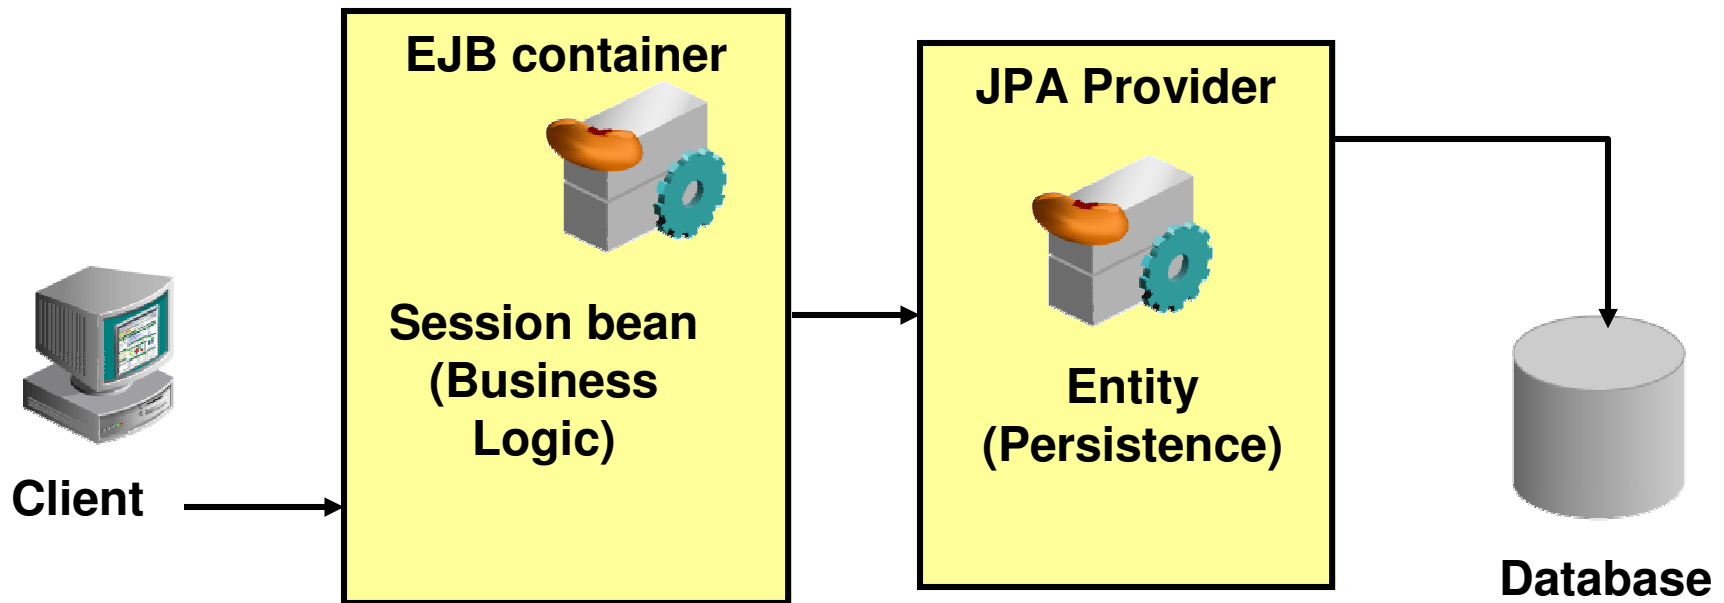 EJB container
JPA Provider
Session bean
(Business
Logic)
Entity
(Persistence)
Client
Database